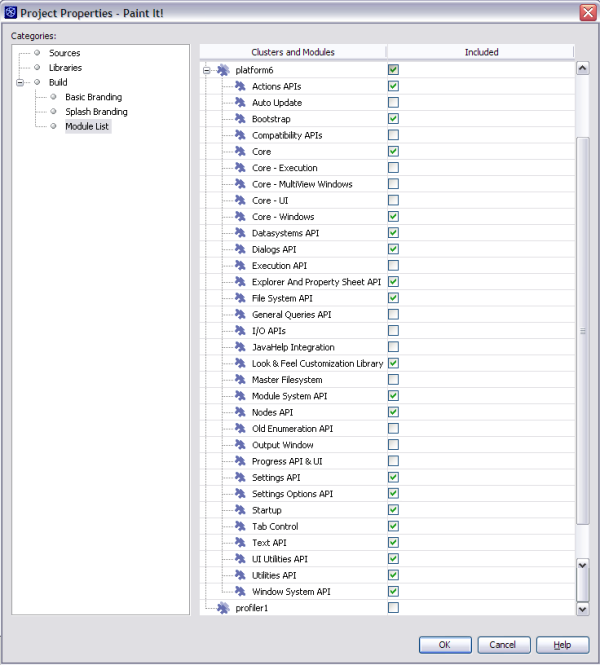 Project Properties - Paint It!
Categories:
Sources
Libraries
Build
Basic Branding
Splash Branding
Module List
Clusters and Modules Included
platform6
Actions APIs
Auto Update
Bootstrap
Compatibility APIs
Core
Core - Execution
Core - MultiView Windows
Core - UI
Core - Windows
Datasystems API
Dialogs API
Execution API
Explorer And Property Sheet API
File System API
General Queries API
I/O APIs
JavaHelp Integration
Look & Feel Customization Library
Master Filesystem
Module System API
Nodes API
Old Enumeration API
Output Window
Progress API & UI
Settings API
Settings Options API
Startup
Tab Control
Text API
UI Utilities API
Utilities API
Window System API
profiler1
OK Cancel Help